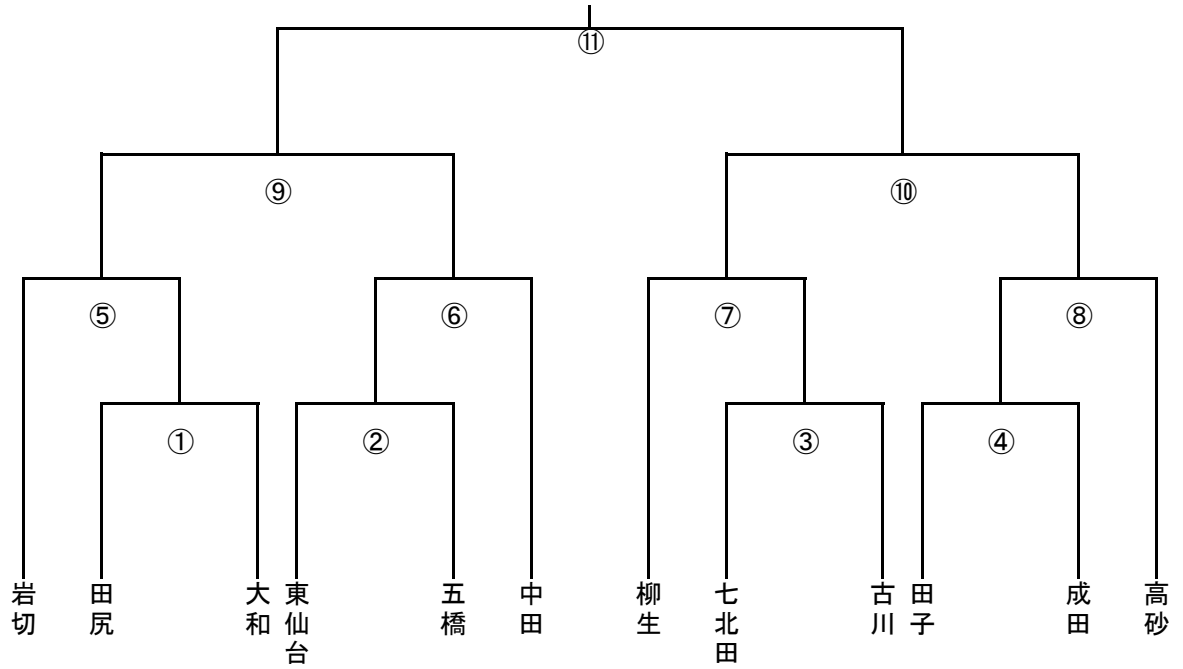 ⑪
⑨
⑩
⑤
⑥
⑦
⑧
①
②
③
④
岩切
田尻
大和
東仙台
五橋
中田
柳生
七北田
古川
田子
成田
高砂